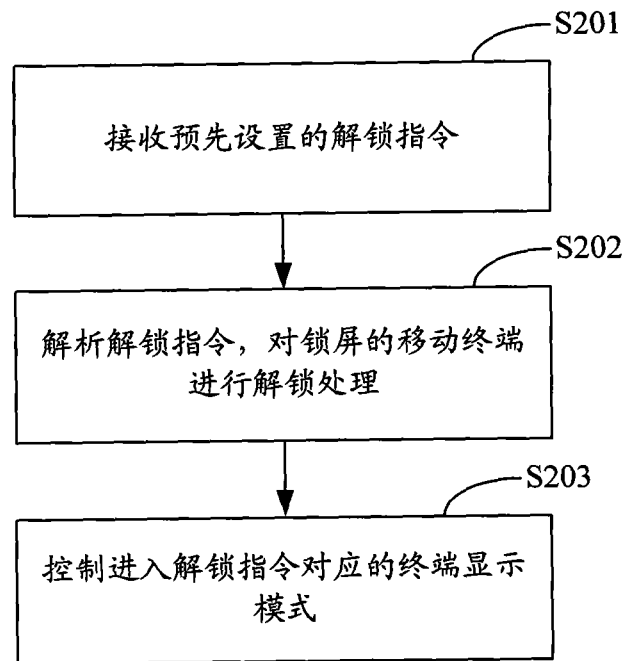 S201
接收预先设置的解锁指令
S202
解析解锁指令，对锁屏的移动终端
进行解锁处理
S203
控制进入解锁指令对应的终端显示
模式